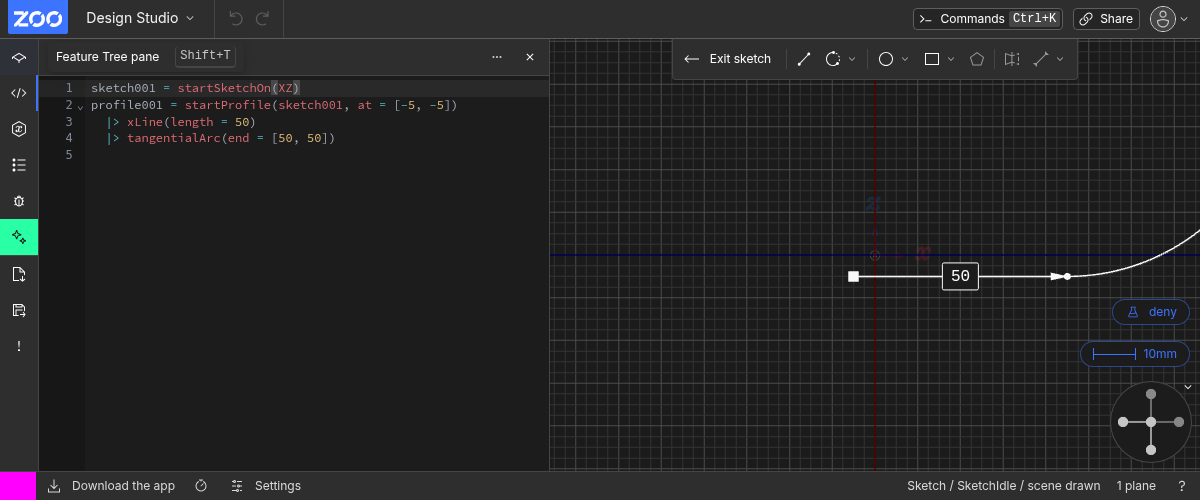 ZOO Design Studio Commands Ctrl+K Share
Feature Tree pane Shift+T
Exit sketch
1 sketch001 = startSketchOn(XZ)
2 profile001 = startProfile(sketch001, at = [-5, -5])
3 |> xLine(length = 50)
4 |> tangentialArc(end = [50, 50])
5
50
deny
10mm
Download the app Settings Sketch / SketchIdle / scene drawn 1 plane ?